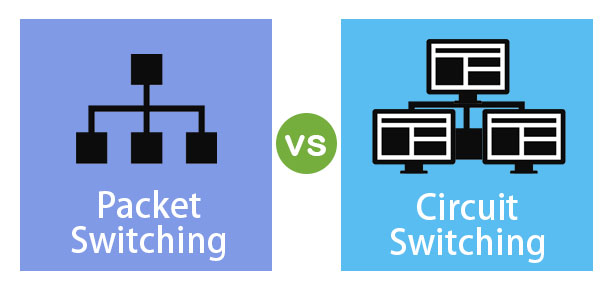 Packet
Switching
vs
Circuit
Switching